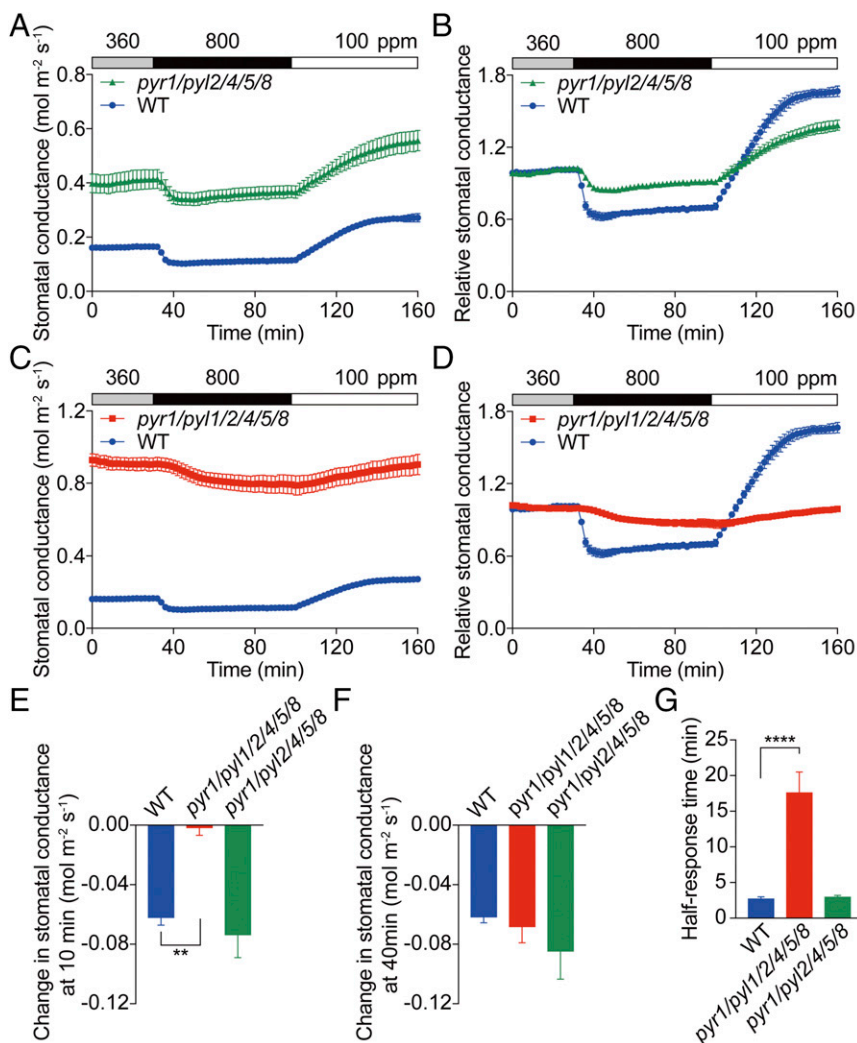 A
360 800 100 ppm
pyr1/pyl2/4/5/8
WT
Stomatal conductance (mol m⁻² s⁻¹)
0.8
0.6
0.4
0.2
0.0
0 40 80 120 160
Time (min)
B
360 800 100 ppm
pyr1/pyl2/4/5/8
WT
Relative stomatal conductance
1.8
1.2
0.6
0.0
0 40 80 120 160
Time (min)
C
360 800 100 ppm
pyr1/pyl1/2/4/5/8
WT
Stomatal conductance (mol m⁻² s⁻¹)
1.2
0.8
0.4
0.0
0 40 80 120 160
Time (min)
D
360 800 100 ppm
pyr1/pyl1/2/4/5/8
WT
Relative stomatal conductance
1.8
1.2
0.6
0.0
0 40 80 120 160
Time (min)
E
WT
pyr1/pyl1/2/4/5/8
pyr1/pyl2/4/5/8
Change in stomatal conductance
at 10 min (mol m⁻² s⁻¹)
0.00
-0.04
-0.08
-0.12
**
F
WT
pyr1/pyl1/2/4/5/8
pyr1/pyl2/4/5/8
Change in stomatal conductance
at 40min (mol m⁻² s⁻¹)
0.00
-0.04
-0.08
-0.12
G
****
Half-response time (min)
25
20
15
10
5
0
WT
pyr1/pyl1/2/4/5/8
pyr1/pyl2/4/5/8